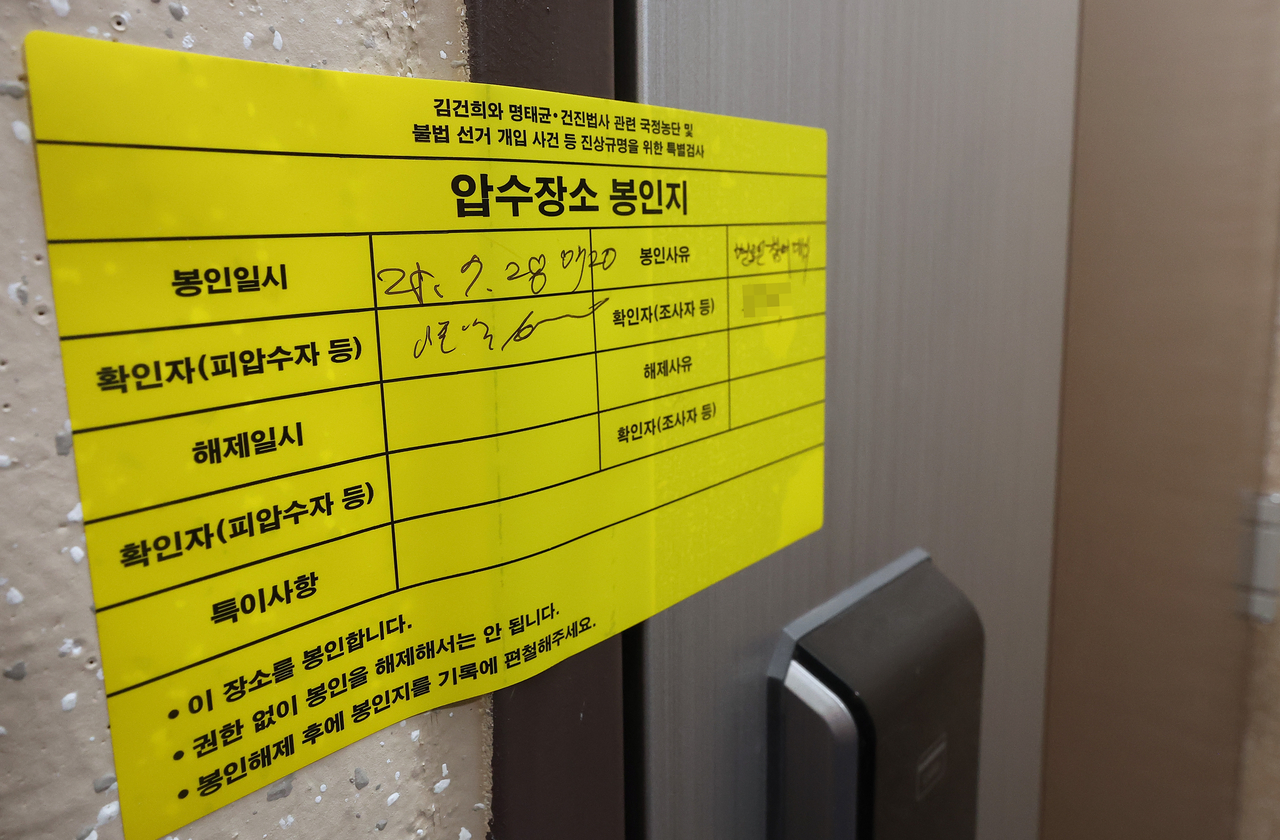 김건희와 명태균·건진법사 관련 국정농단 및
불법 선거 개입 사건 등 진상규명을 위한 특별검사
압수장소 봉인지
봉인일시 25. 7. 28 07:20 봉인사유
확인자(피압수자 등) 확인자(조사자 등)
해제일시 해제사유
확인자(피압수자 등) 확인자(조사자 등)
특이사항
• 이 장소를 봉인합니다.
• 권한 없이 봉인을 해제해서는 안 됩니다.
• 봉인해제 후에 봉인지를 기록에 편철해주세요.